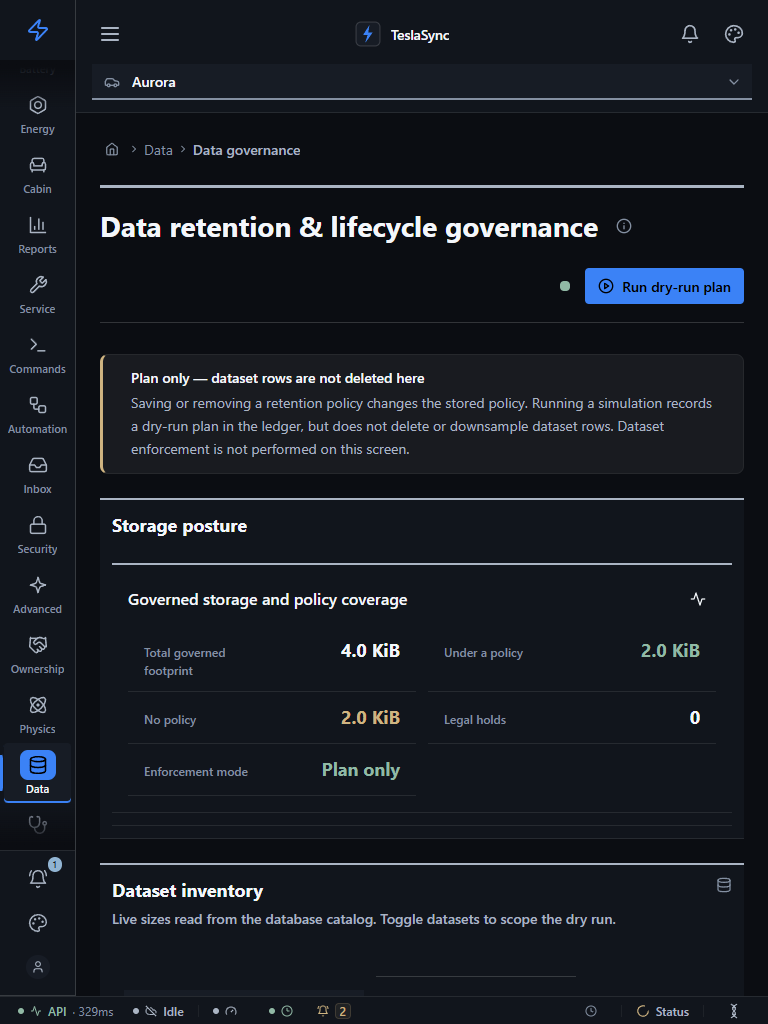 TeslaSync
Aurora
Battery
Energy
Cabin
Reports
Service
Commands
Automation
Inbox
Security
Advanced
Ownership
Physics
Data
1
Data
Data governance
Data retention & lifecycle governance
Run dry-run plan
Plan only — dataset rows are not deleted here
Saving or removing a retention policy changes the stored policy. Running a simulation records
a dry-run plan in the ledger, but does not delete or downsample dataset rows. Dataset
enforcement is not performed on this screen.
Storage posture
Governed storage and policy coverage
Total governed
footprint
4.0 KiB
Under a policy
2.0 KiB
No policy
2.0 KiB
Legal holds
0
Enforcement mode
Plan only
Dataset inventory
Live sizes read from the database catalog. Toggle datasets to scope the dry run.
API · 329ms
Idle
2
Status